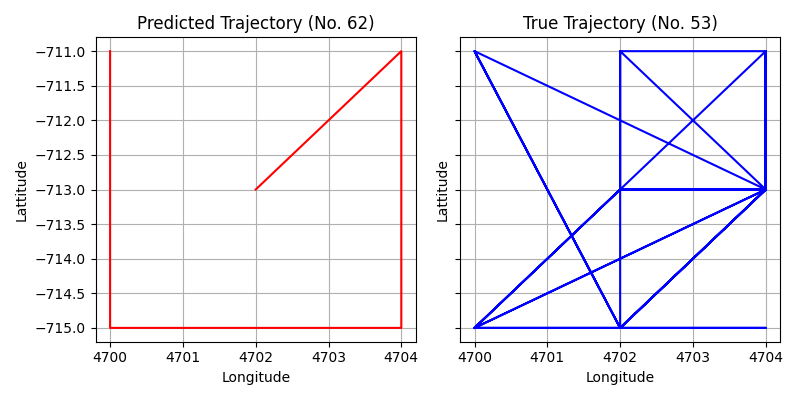 Predicted Trajectory (No. 62)
True Trajectory (No. 53)
−711.0
−711.5
−712.0
−712.5
−713.0
−713.5
−714.0
−714.5
−715.0
Lattitude
Lattitude
4700 4701 4702 4703 4704
4700 4701 4702 4703 4704
Longitude
Longitude